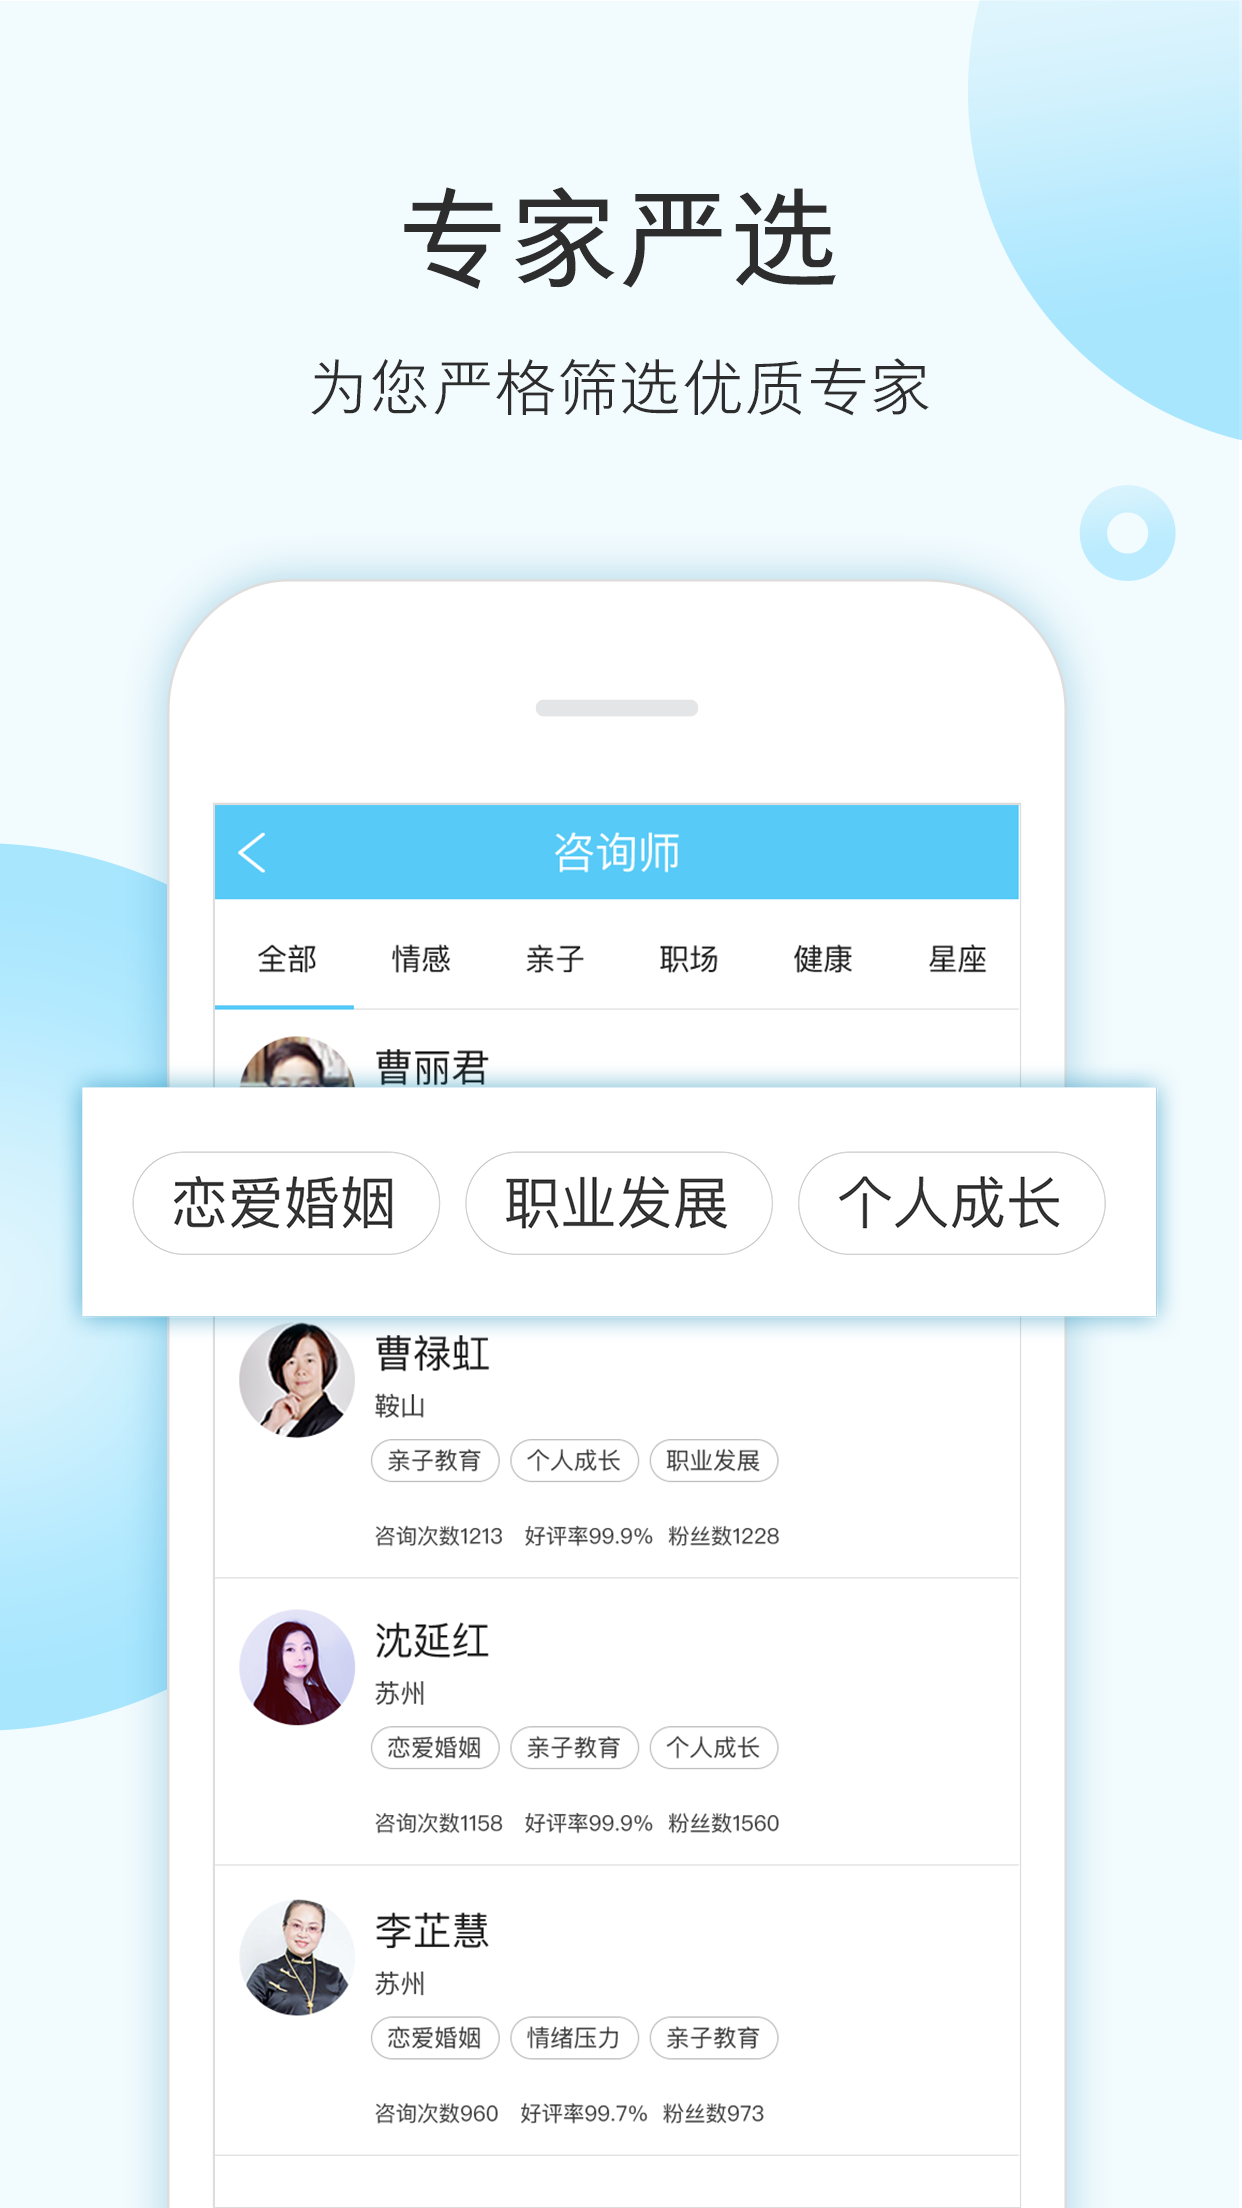 专家严选
为您严格筛选优质专家
咨询师
全部 情感 亲子 职场 健康 星座
曹丽君
恋爱婚姻 职业发展 个人成长
曹禄虹
鞍山
亲子教育 个人成长 职业发展
咨询次数1213 好评率99.9% 粉丝数1228
沈延红
苏州
恋爱婚姻 亲子教育 个人成长
咨询次数1158 好评率99.9% 粉丝数1560
李芷慧
苏州
恋爱婚姻 情绪压力 亲子教育
咨询次数960 好评率99.7% 粉丝数973